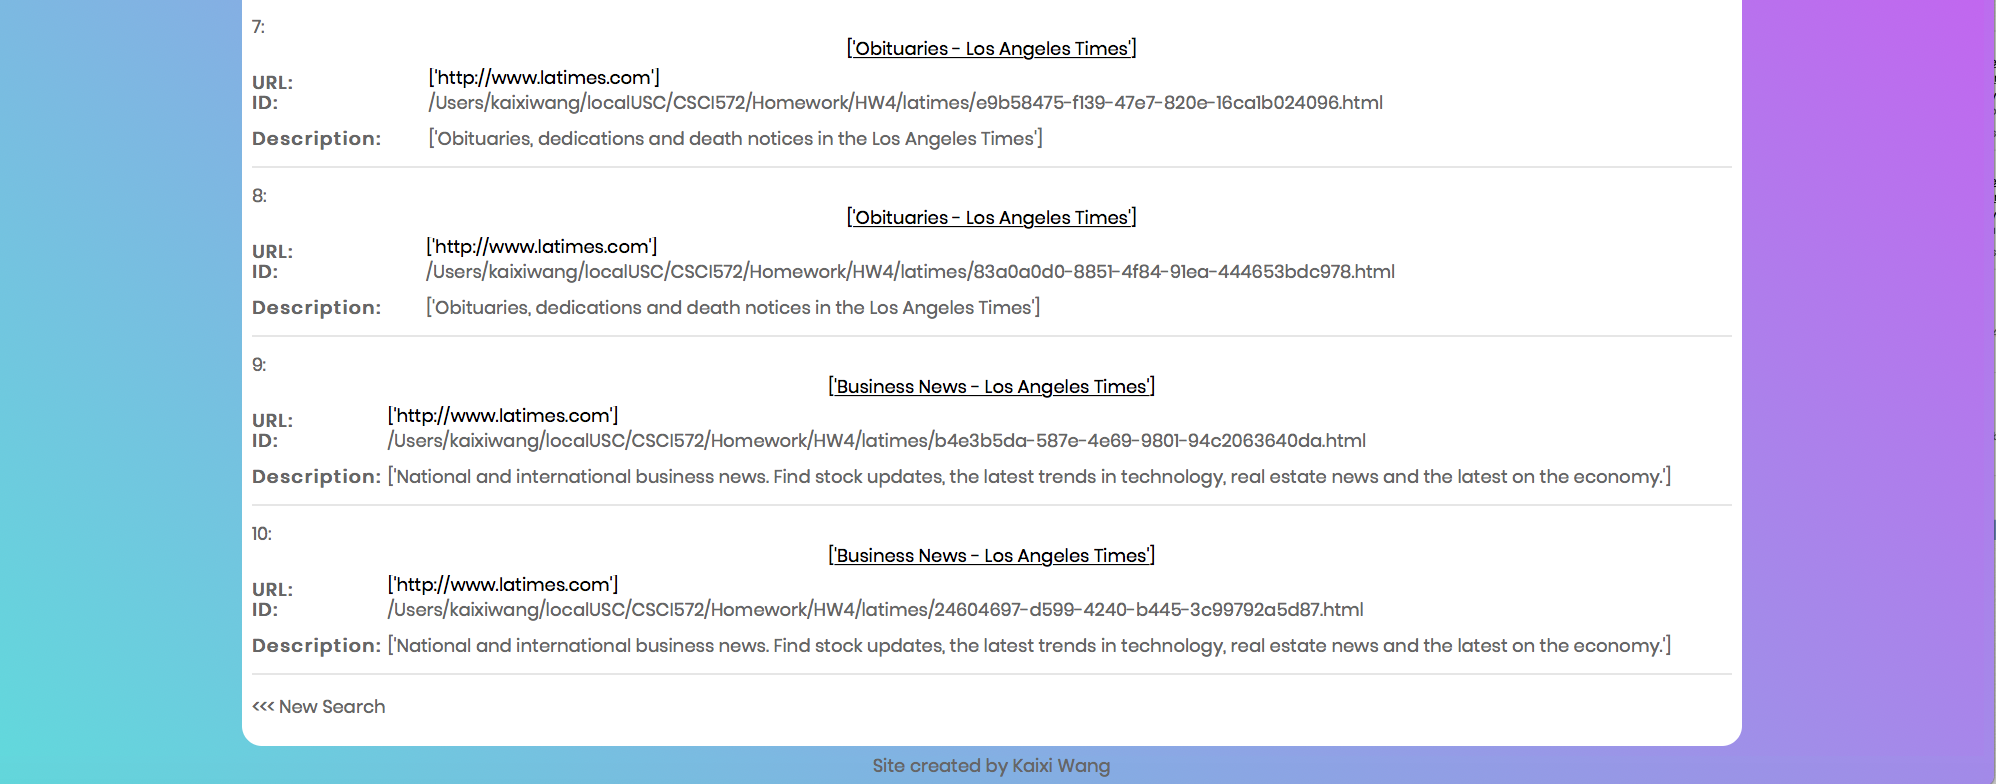 7:
['Obituaries - Los Angeles Times']
URL: ['http://www.latimes.com']
ID: /Users/kaixiwang/localUSC/CSCI572/Homework/HW4/latimes/e9b58475-f139-47e7-820e-16ca1b024096.html
Description: ['Obituaries, dedications and death notices in the Los Angeles Times']
8:
['Obituaries - Los Angeles Times']
URL: ['http://www.latimes.com']
ID: /Users/kaixiwang/localUSC/CSCI572/Homework/HW4/latimes/83a0a0d0-8851-4f84-91ea-444653bdc978.html
Description: ['Obituaries, dedications and death notices in the Los Angeles Times']
9:
['Business News - Los Angeles Times']
URL: ['http://www.latimes.com']
ID: /Users/kaixiwang/localUSC/CSCI572/Homework/HW4/latimes/b4e3b5da-587e-4e69-9801-94c2063640da.html
Description: ['National and international business news. Find stock updates, the latest trends in technology, real estate news and the latest on the economy.']
10:
['Business News - Los Angeles Times']
URL: ['http://www.latimes.com']
ID: /Users/kaixiwang/localUSC/CSCI572/Homework/HW4/latimes/24604697-d599-4240-b445-3c99792a5d87.html
Description: ['National and international business news. Find stock updates, the latest trends in technology, real estate news and the latest on the economy.']
<<< New Search
Site created by Kaixi Wang